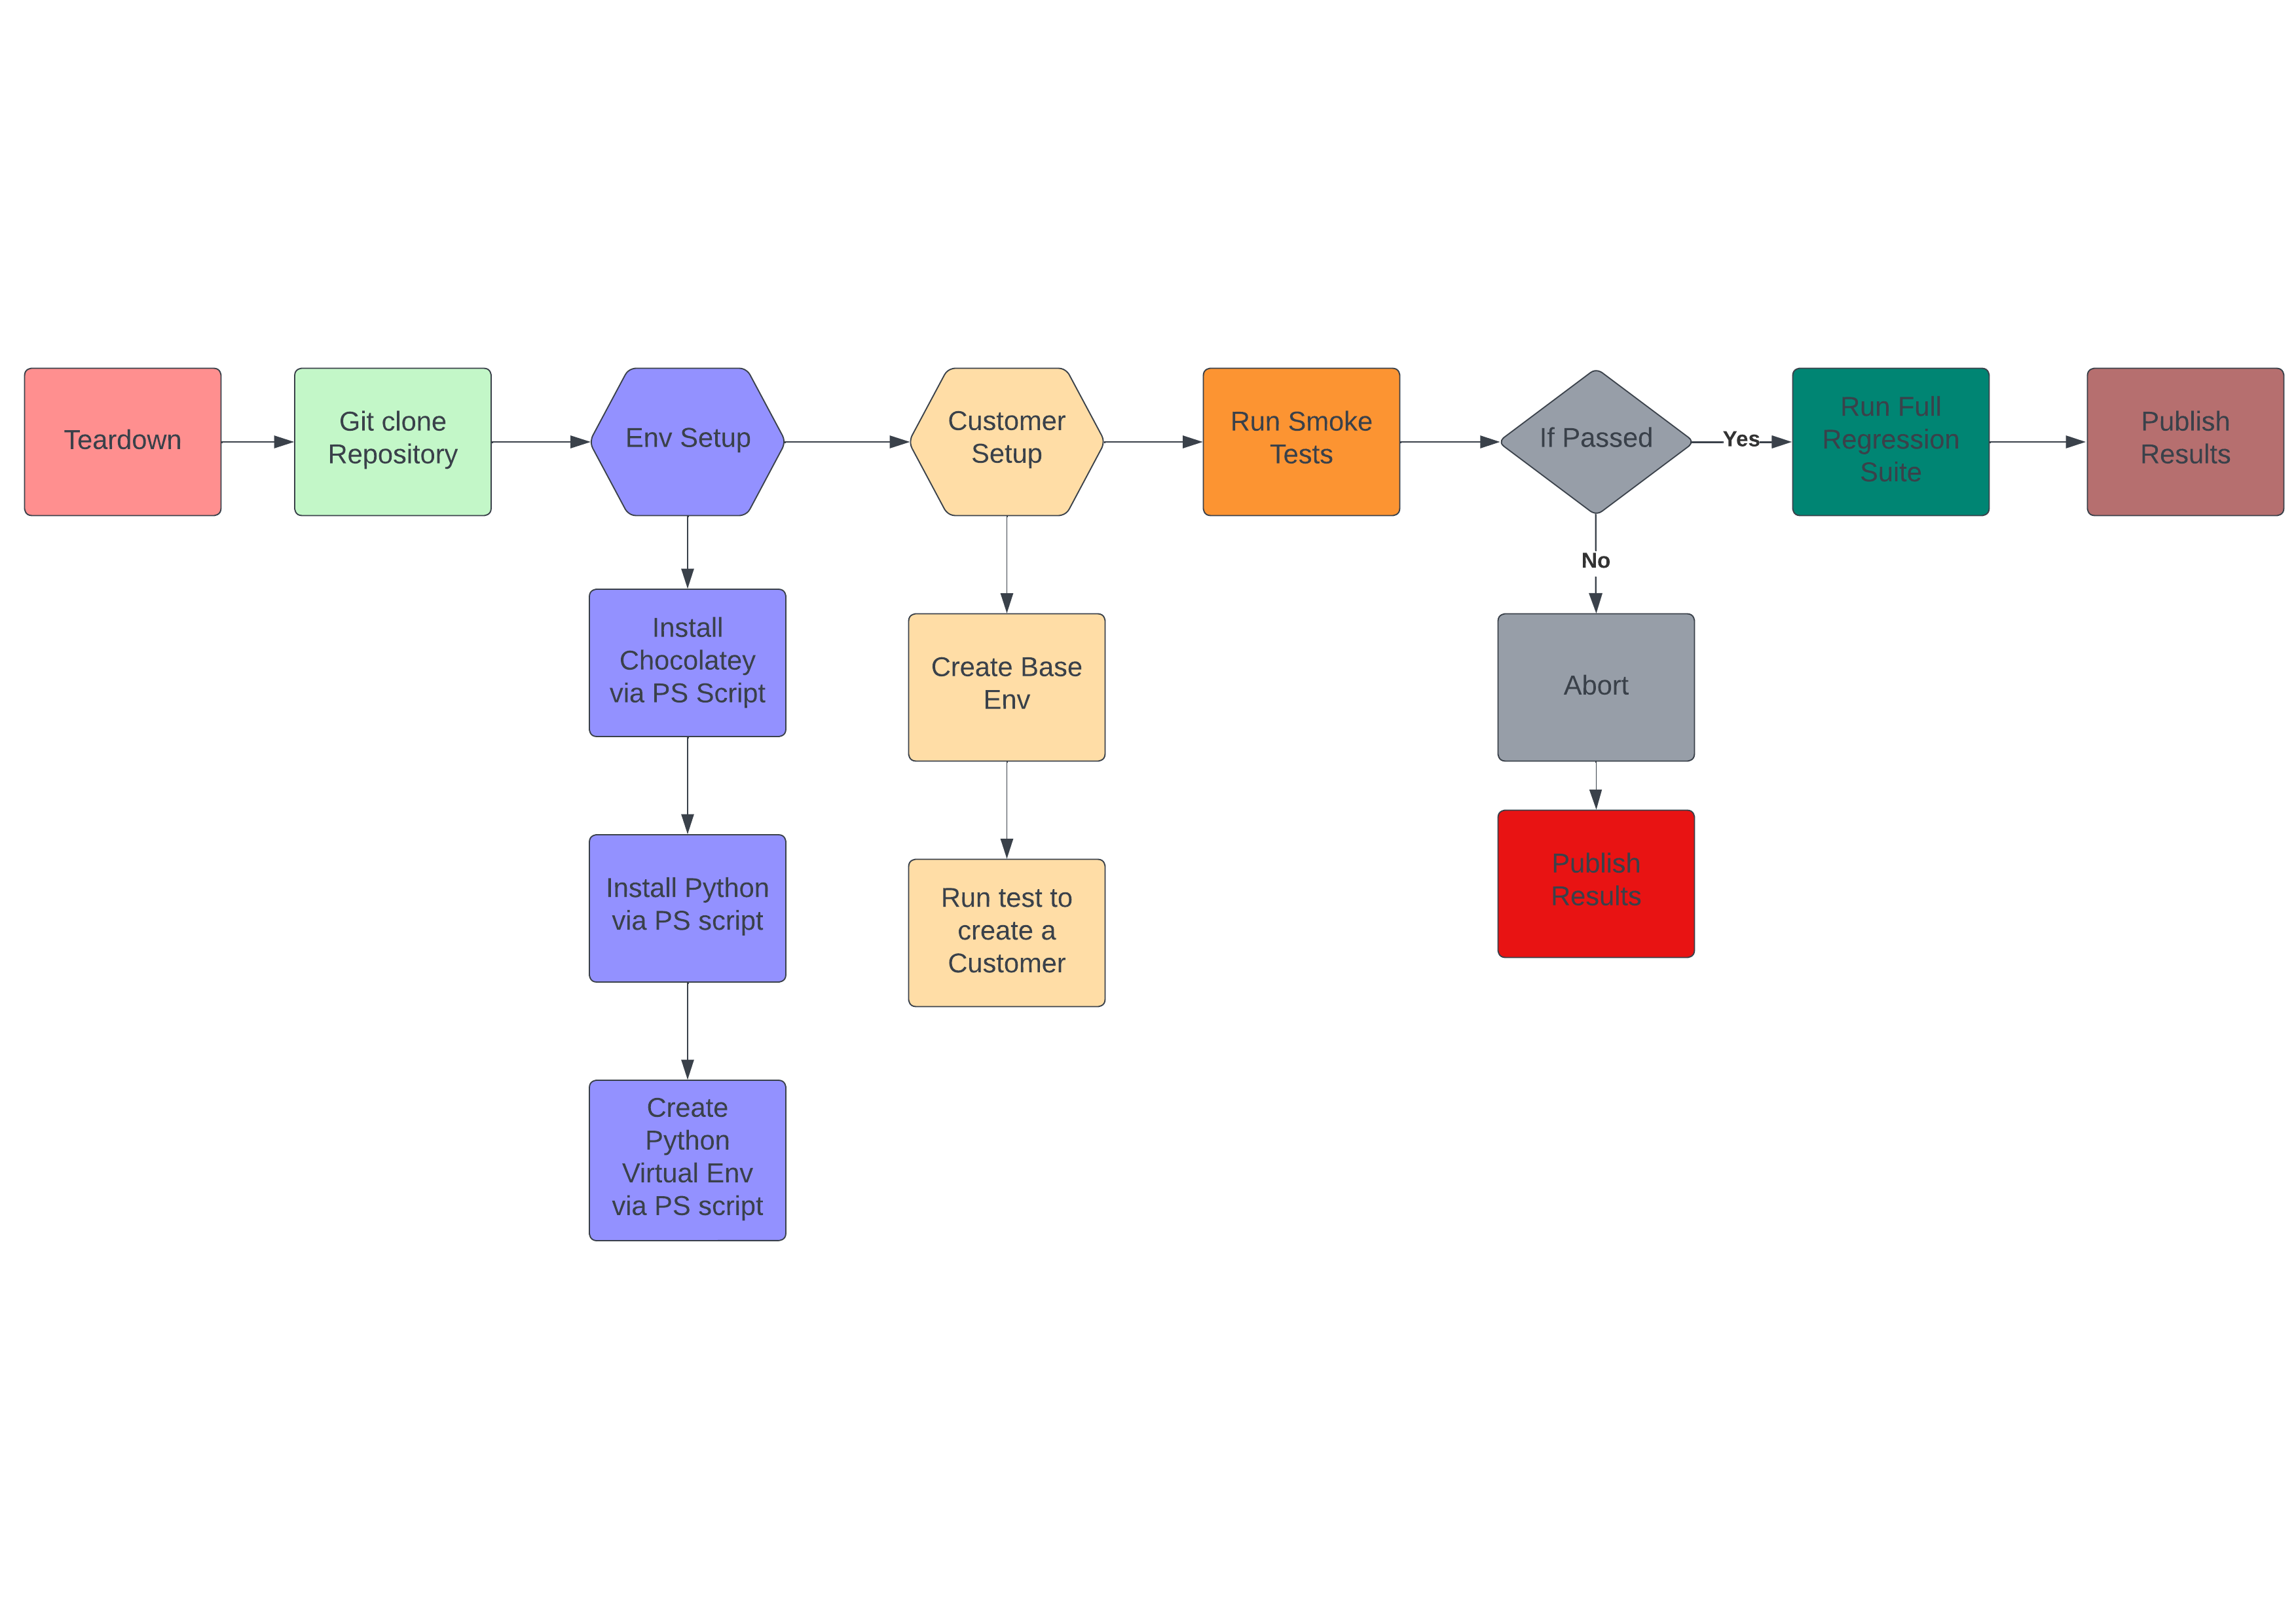 Teardown
Git clone
Repository
Env Setup
Customer
Setup
Run Smoke
Tests
If Passed
Yes
Run Full
Regression
Suite
Publish
Results
No
Install
Chocolatey
via PS Script
Create Base
Env
Abort
Install Python
via PS script
Run test to
create a
Customer
Publish
Results
Create
Python
Virtual Env
via PS script